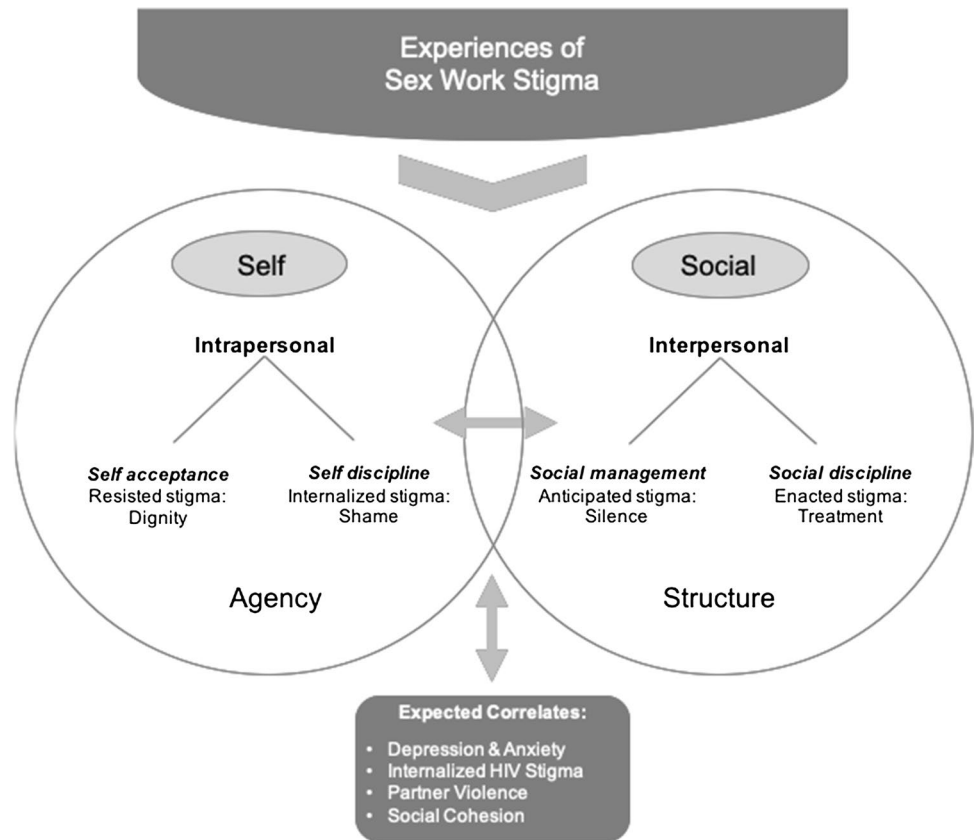 Experiences of
Sex Work Stigma
Self
Intrapersonal
Self acceptance
Resisted stigma:
Dignity
Self discipline
Internalized stigma:
Shame
Agency
Social
Interpersonal
Social management
Anticipated stigma:
Silence
Social discipline
Enacted stigma:
Treatment
Structure
Expected Correlates:
• Depression & Anxiety
• Internalized HIV Stigma
• Partner Violence
• Social Cohesion